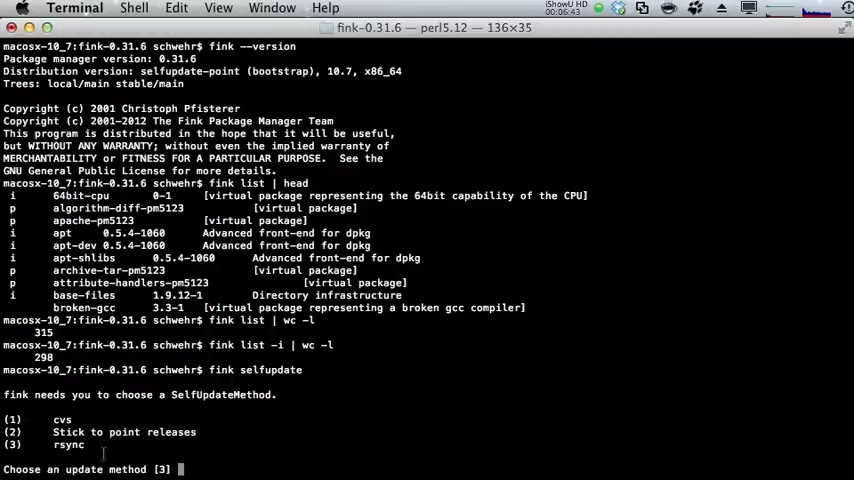 Terminal Shell Edit View Window Help
iShowU HD
00:06:43
fink-0.31.6 — perl5.12 — 136×35
macosx-10_7:fink-0.31.6 schwehr$ fink --version
Package manager version: 0.31.6
Distribution version: selfupdate-point (bootstrap), 10.7, x86_64
Trees: local/main stable/main
Copyright (c) 2001 Christoph Pfisterer
Copyright (c) 2001-2012 The Fink Package Manager Team
This program is distributed in the hope that it will be useful,
but WITHOUT ANY WARRANTY; without even the implied warranty of
MERCHANTABILITY or FITNESS FOR A PARTICULAR PURPOSE.  See the
GNU General Public License for more details.
macosx-10_7:fink-0.31.6 schwehr$ fink list | head
i 64bit-cpu 0-1 [virtual package representing the 64bit capability of the CPU]
p algorithm-diff-pm5123 [virtual package]
p apache-pm5123 [virtual package]
i apt 0.5.4-1060 Advanced front-end for dpkg
i apt-dev 0.5.4-1060 Advanced front-end for dpkg
i apt-shlibs 0.5.4-1060 Advanced front-end for dpkg
p archive-tar-pm5123 [virtual package]
p attribute-handlers-pm5123 [virtual package]
i base-files 1.9.12-1 Directory infrastructure
broken-gcc 3.3-1 [virtual package representing a broken gcc compiler]
macosx-10_7:fink-0.31.6 schwehr$ fink list | wc -l
315
macosx-10_7:fink-0.31.6 schwehr$ fink list -i | wc -l
298
macosx-10_7:fink-0.31.6 schwehr$ fink selfupdate
fink needs you to choose a SelfUpdateMethod.
(1) cvs
(2) Stick to point releases
(3) rsync
Choose an update method [3]